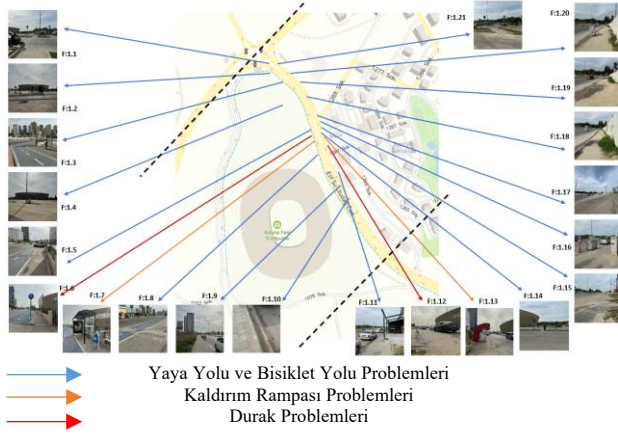 F:1.21
F:1.20
F:1.1
F:1.19
F:1.2
F:1.18
F:1.3
F:1.17
F:1.4
F:1.16
F:1.5
F:1.15
F:1.6
F:1.7
F:1.8
F:1.9
F:1.10
F:1.11
F:1.12
F:1.13
F:1.14
Yaya Yolu ve Bisiklet Yolu Problemleri
Kaldırım Rampası Problemleri
Durak Problemleri